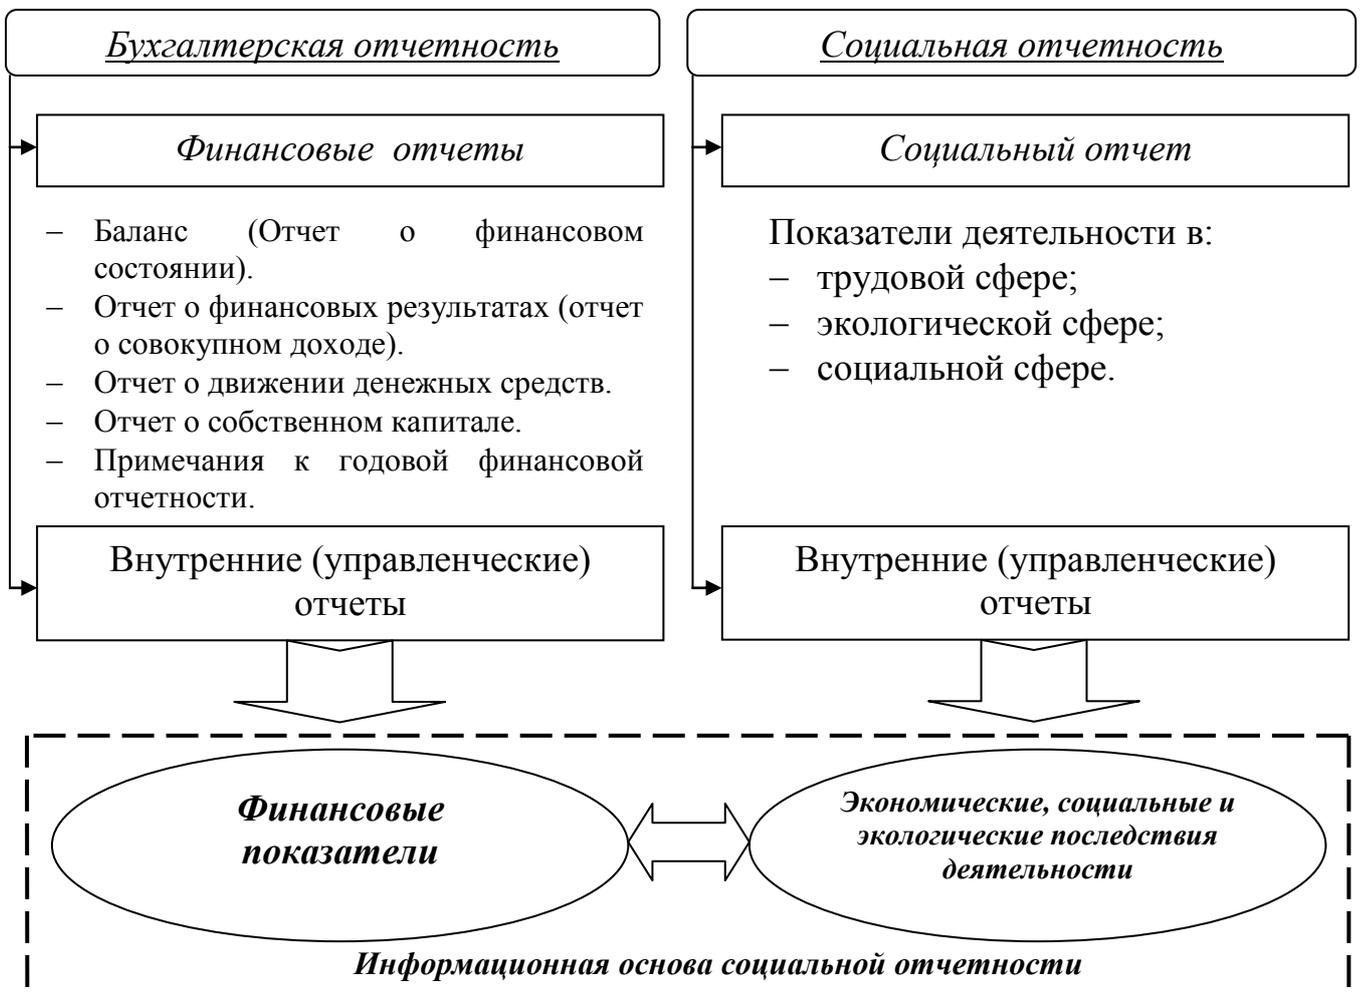 Бухгалтерская отчетность
Финансовые отчеты
– Баланс (Отчет о финансовом
состоянии).
– Отчет о финансовых результатах (отчет
о совокупном доходе).
– Отчет о движении денежных средств.
– Отчет о собственном капитале.
– Примечания к годовой финансовой
отчетности.
Внутренние (управленческие)
отчеты
Социальная отчетность
Социальный отчет
Показатели деятельности в:
– трудовой сфере;
– экологической сфере;
– социальной сфере.
Внутренние (управленческие)
отчеты
Финансовые
показатели
Экономические, социальные и
экологические последствия
деятельности
Информационная основа социальной отчетности